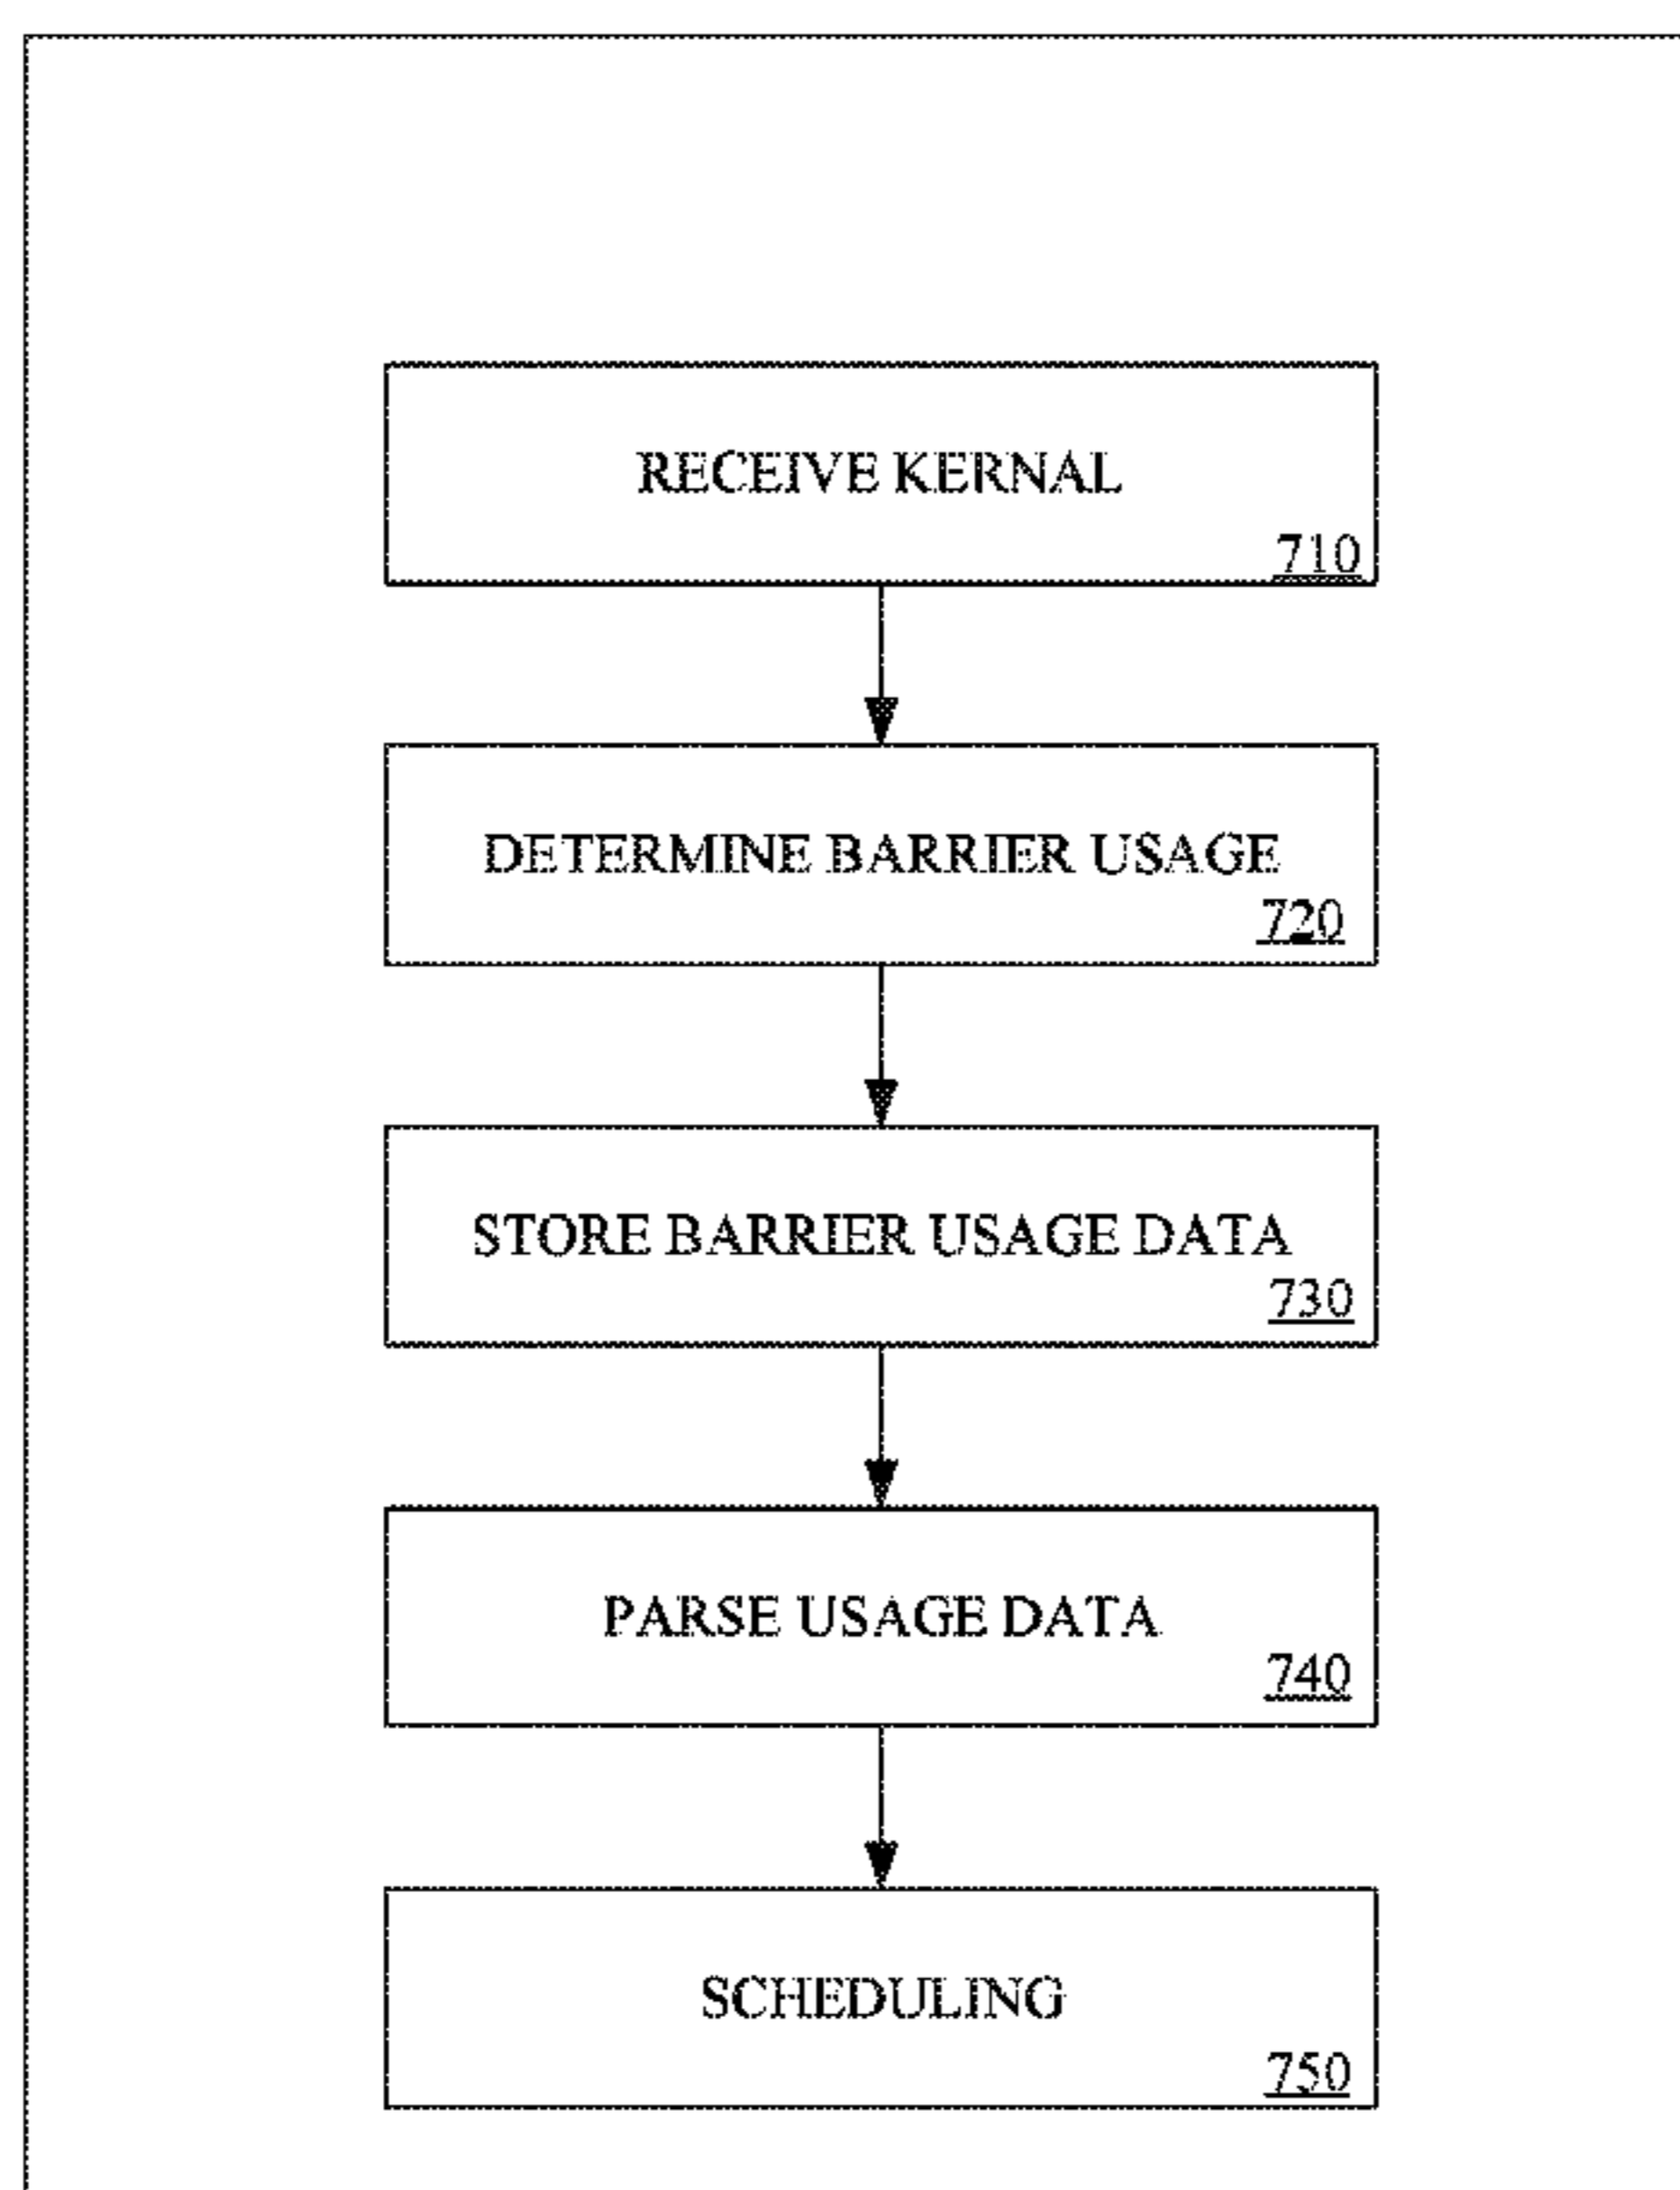 RECEIVE KERNAL
710
DETERMINE BARRIER USAGE
720
STORE BARRIER USAGE DATA
730
PARSE USAGE DATA
740
SCHEDULING
750